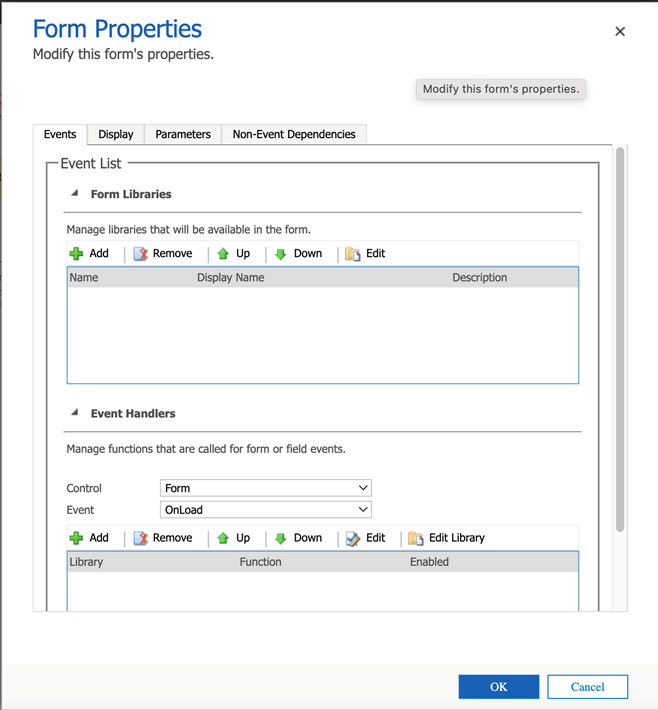 Form Properties
Modify this form's properties.
Modify this form's properties.
Events Display Parameters Non-Event Dependencies
Event List
Form Libraries
Manage libraries that will be available in the form.
Add Remove Up Down Edit
Name Display Name Description
Event Handlers
Manage functions that are called for form or field events.
Control Form
Event OnLoad
Add Remove Up Down Edit Edit Library
Library Function Enabled
OK Cancel